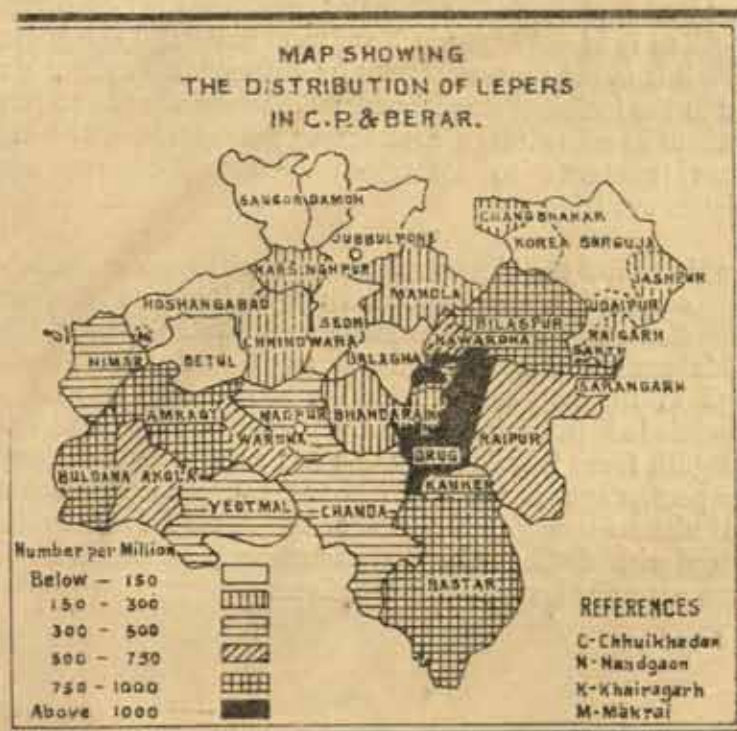 MAP SHOWING
THE DISTRIBUTION OF LEPERS
IN C.P. & BERAR.
SAUGOR DAMOH
CHANGBHAKAR
JUBBULPORE
KOREA SURGUJA
NARSINGHPUR
JASHPUR
MANDLA
HOSHANGABAD
UDAIPUR
SEONI
BILASPUR
CHHINDWARA
KAWARDHA
RAIGARH
NIMAR
BETUL
BALAGHA
SAKTI
SARANGARH
AMRAOTI
NAGPUR
BHANDARA
WARDHA
RAIPUR
DRUG
BULDANA
AKOLA
KANKER
YEOTMAL
CHANDA
Number per Million
BASTAR
Below - 150
150 - 300
300 - 500
500 - 750
750 - 1000
Above 1000
REFERENCES
C-Chhuikhadan
N-Nandgaon
K-Khairagarh
M-Makrai